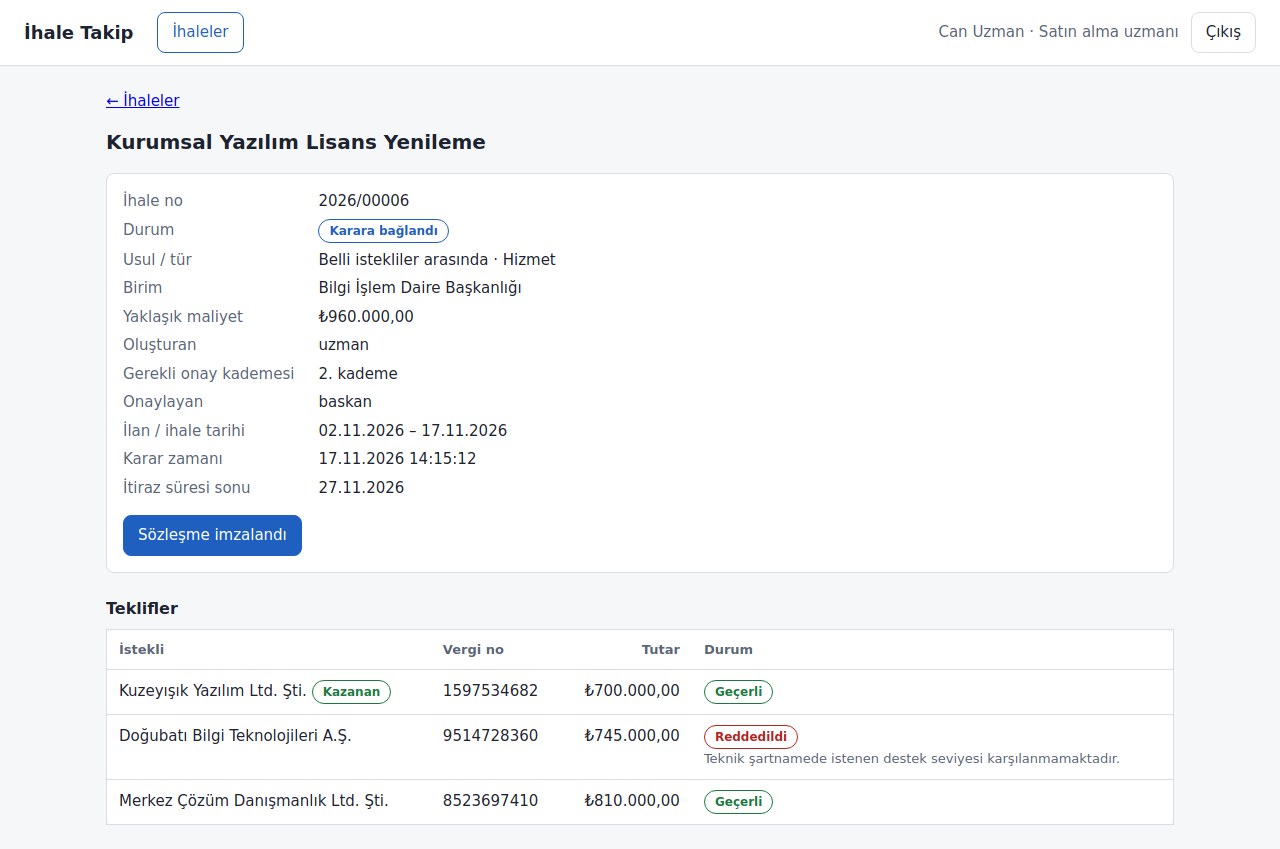 İhale Takip İhaleler Can Uzman · Satın alma uzmanı Çıkış
← İhaleler
Kurumsal Yazılım Lisans Yenileme
İhale no 2026/00006
Durum Karara bağlandı
Usul / tür Belli istekliler arasında · Hizmet
Birim Bilgi İşlem Daire Başkanlığı
Yaklaşık maliyet ₺960.000,00
Oluşturan uzman
Gerekli onay kademesi 2. kademe
Onaylayan baskan
İlan / ihale tarihi 02.11.2026 – 17.11.2026
Karar zamanı 17.11.2026 14:15:12
İtiraz süresi sonu 27.11.2026
Sözleşme imzalandı
Teklifler
İstekli Vergi no Tutar Durum
Kuzeyışık Yazılım Ltd. Şti. Kazanan 1597534682 ₺700.000,00 Geçerli
Doğubatı Bilgi Teknolojileri A.Ş. 9514728360 ₺745.000,00 Reddedildi
Teknik şartnamede istenen destek seviyesi karşılanmamaktadır.
Merkez Çözüm Danışmanlık Ltd. Şti. 8523697410 ₺810.000,00 Geçerli